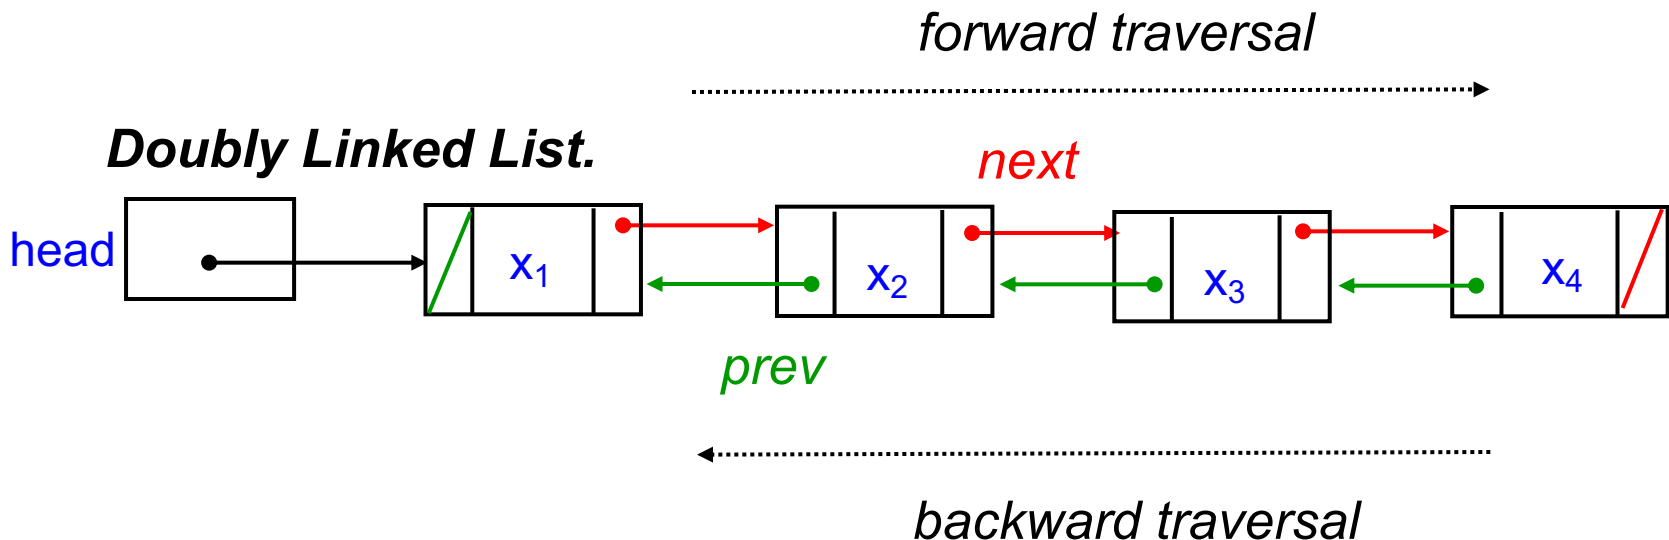 forward traversal
Doubly Linked List.
next
head
x₁
x₂
x₃
x₄
prev
backward traversal